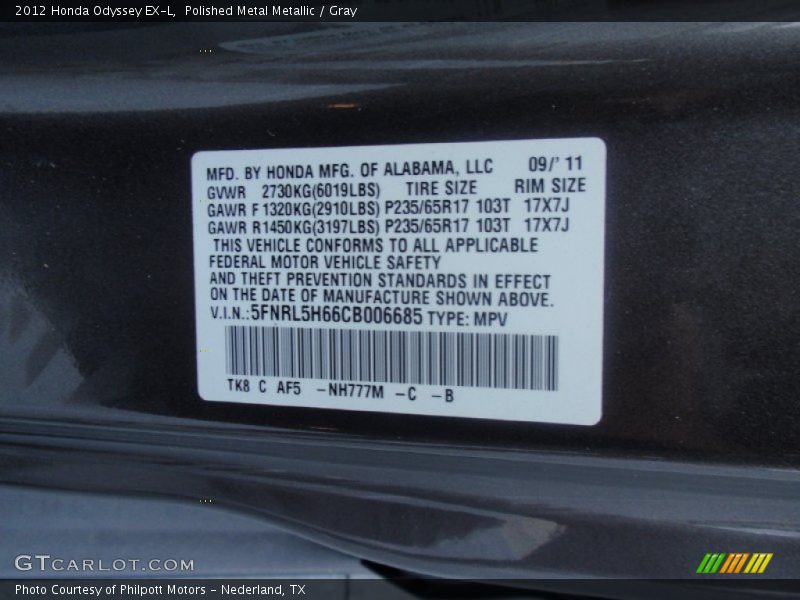 2012 Honda Odyssey EX-L, Polished Metal Metallic / Gray
MFD. BY HONDA MFG. OF ALABAMA, LLC 09/' 11
GVWR 2730KG(6019LBS) TIRE SIZE RIM SIZE
GAWR F 1320KG(2910LBS) P235/65R17 103T 17X7J
GAWR R1450KG(3197LBS) P235/65R17 103T 17X7J
THIS VEHICLE CONFORMS TO ALL APPLICABLE
FEDERAL MOTOR VEHICLE SAFETY
AND THEFT PREVENTION STANDARDS IN EFFECT
ON THE DATE OF MANUFACTURE SHOWN ABOVE.
V.I.N.:5FNRL5H66CB006685 TYPE: MPV
TK8 C AF5 -NH777M -C -B
GTCARLOT.COM
Photo Courtesy of Philpott Motors - Nederland, TX